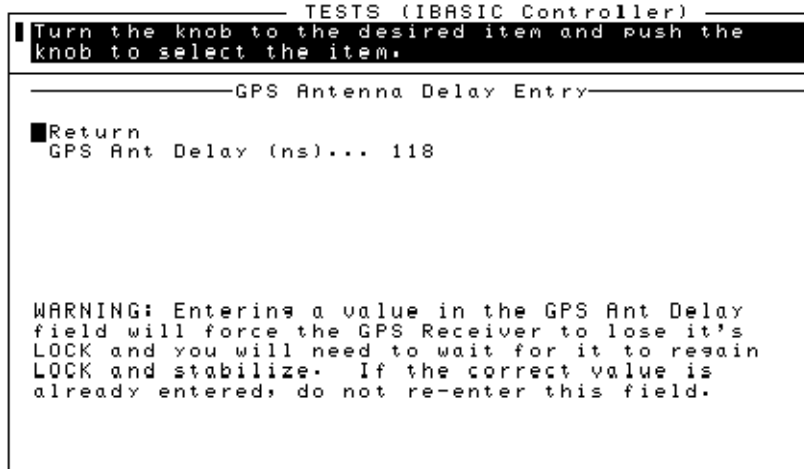 TESTS (IBASIC Controller)
Turn the knob to the desired item and push the
knob to select the item.
GPS Antenna Delay Entry
Return
GPS Ant Delay (ns)... 118
WARNING: Entering a value in the GPS Ant Delay
field will force the GPS Receiver to lose it's
LOCK and you will need to wait for it to regain
LOCK and stabilize.  If the correct value is
already entered, do not re-enter this field.